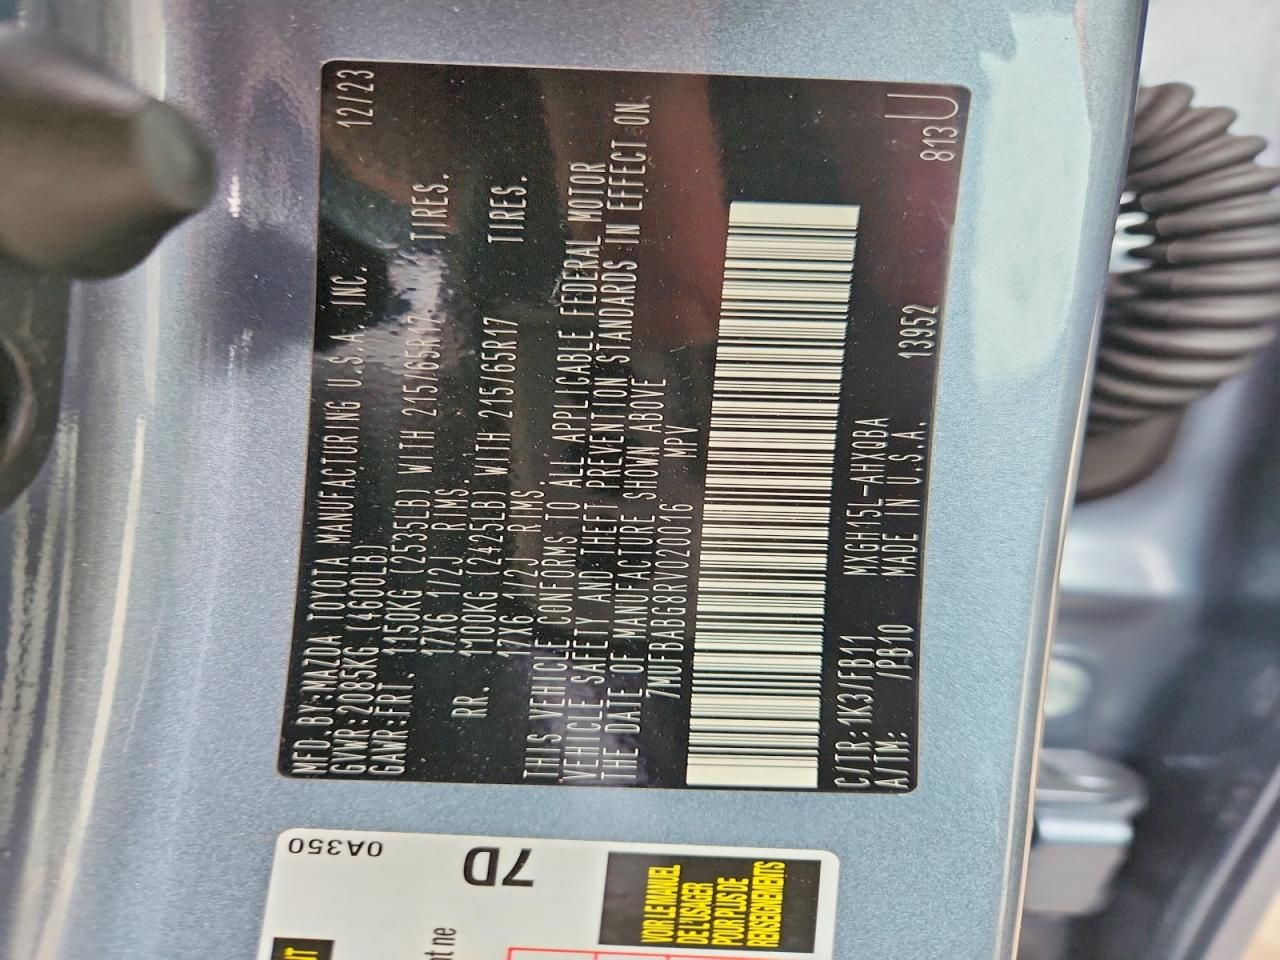 MFD.BY:MAZDA TOYOTA MANUFACTURING U.S.A.,INC. 12/23
GVWR:2085KG (4600LB)
GAWR:FRT. 1150KG (2535LB) WITH 215/65R17 TIRES.
17X6 1/2J RIMS.
RR. 1100KG (2425LB) WITH 215/65R17 TIRES.
17X6 1/2J RIMS.
THIS VEHICLE CONFORMS TO ALL APPLICABLE FEDERAL MOTOR
VEHICLE SAFETY AND THEFT PREVENTION STANDARDS IN EFFECT ON
THE DATE OF MANUFACTURE SHOWN ABOVE
7MUFBABG8RV020016 MPV
C/TR:1K3/FB11 MXGH15L-AHXQBA
A/TM: /PB10 MADE IN U.S.A. 13952 813U
0A350
7D
VOIR LE MANUEL
DE L'USAGER
POUR PLUS DE
RENSEIGNEMENTS